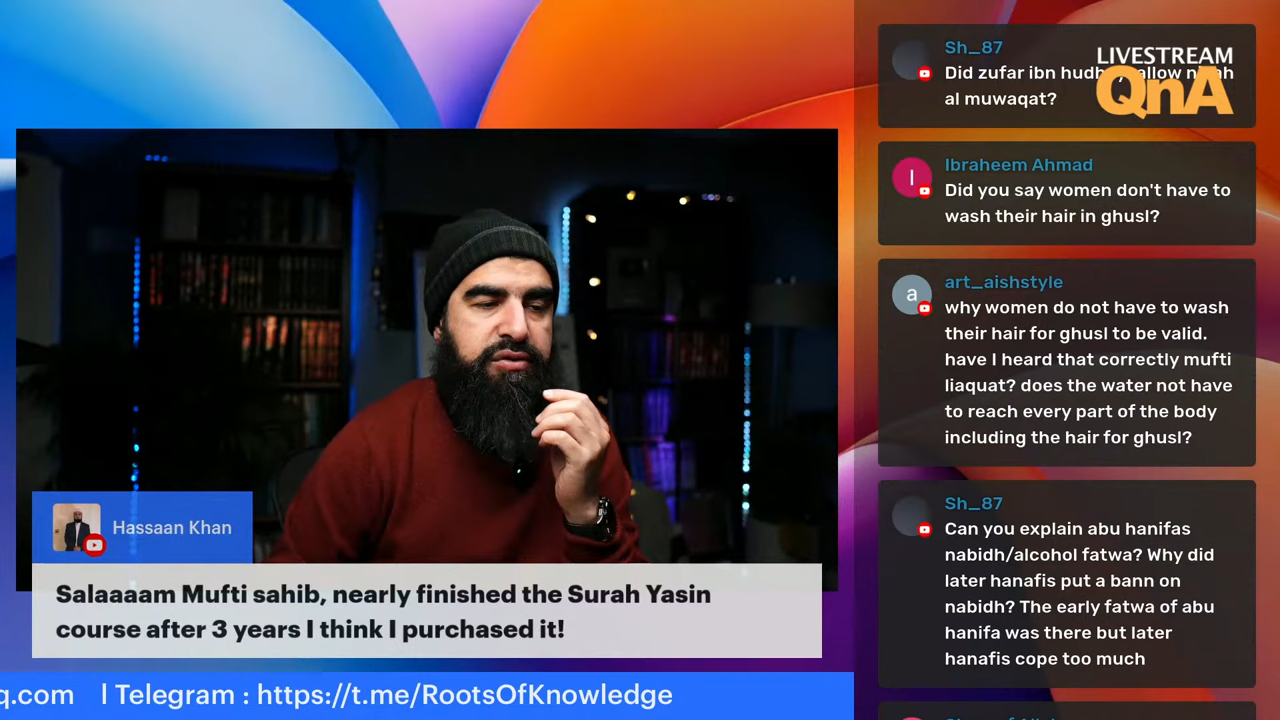 Sh_87
Did zufar ibn allow
al muwaqat?
LIVESTREAM
QnA
I
Ibraheem Ahmad
Did you say women don't have to
wash their hair in ghusl?
a
art_aishstyle
why women do not have to wash
their hair for ghusl to be valid.
have I heard that correctly mufti
liaquat? does the water not have
to reach every part of the body
including the hair for ghusl?
Sh_87
Can you explain abu hanifas
nabidh/alcohol fatwa? Why did
later hanafis put a bann on
nabidh? The early fatwa of abu
hanifa was there but later
hanafis cope too much
Hassaan Khan
Salaaaam Mufti sahib, nearly finished the Surah Yasin
course after 3 years I think I purchased it!
q.com l Telegram : https://t.me/RootsOfKnowledge